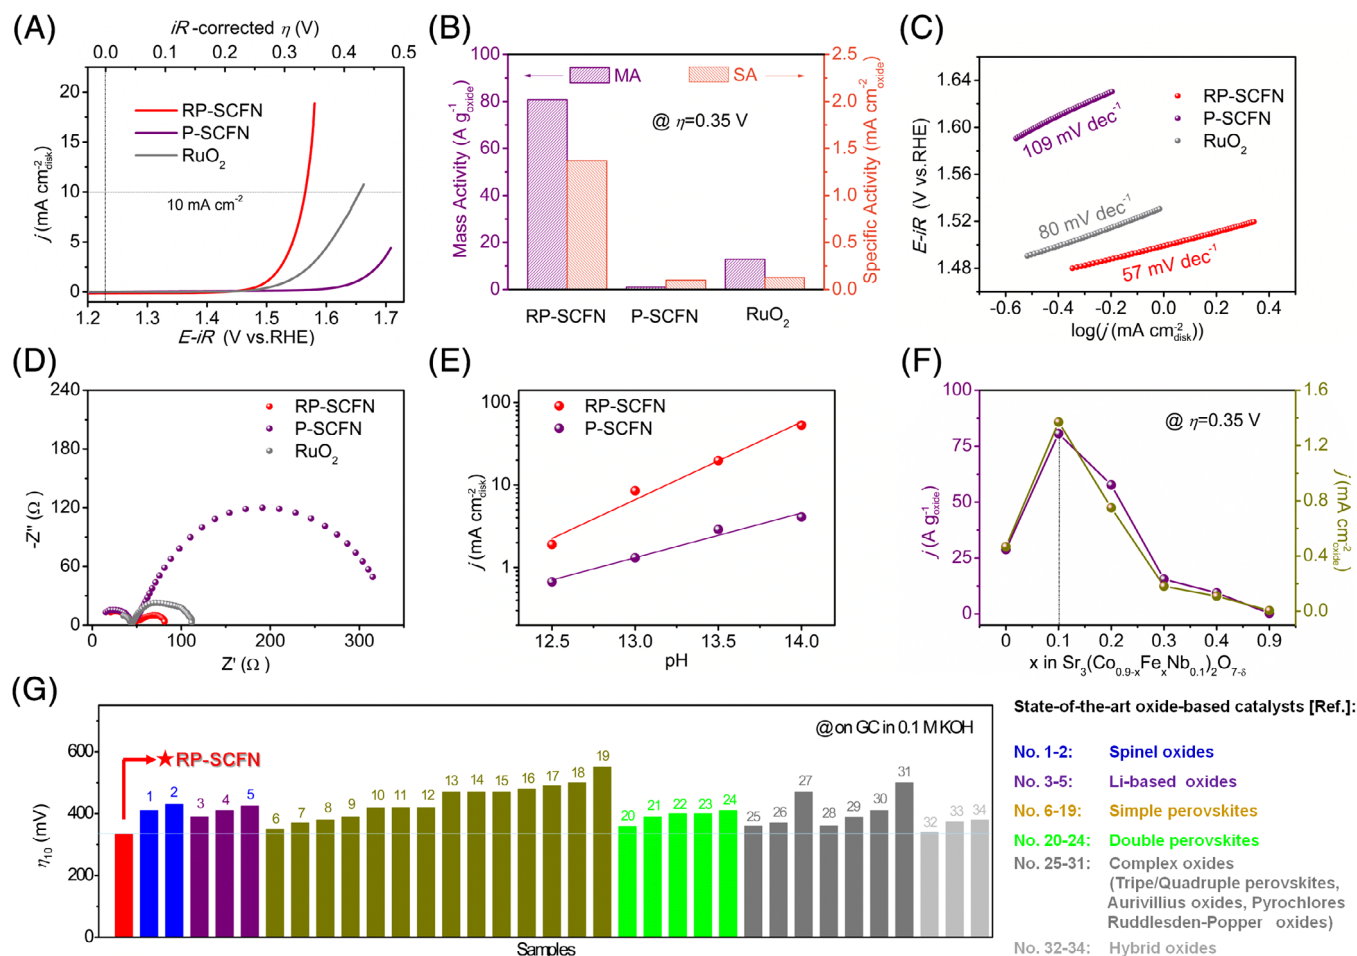 (A)
iR-corrected η (V)
0.0 0.1 0.2 0.3 0.4 0.5
20
15
10
5
0
j (mA cm⁻²disk)
RP-SCFN
P-SCFN
RuO₂
10 mA cm⁻²
1.2 1.3 1.4 1.5 1.6 1.7
E-iR (V vs.RHE)
(B)
100
80
60
40
20
0
Mass Activity (A g⁻¹oxide)
MA
SA
@ η=0.35 V
2.5
2.0
1.5
1.0
0.5
0.0
Specific Activity (mA cm⁻²oxide)
RP-SCFN P-SCFN RuO₂
(C)
1.64
1.60
1.56
1.52
1.48
E-iR (V vs.RHE)
RP-SCFN
P-SCFN
RuO₂
109 mV dec⁻¹
80 mV dec⁻¹
57 mV dec⁻¹
-0.8 -0.4 0.0 0.4
log(j (mA cm⁻²disk))
(D)
240
180
120
60
0
-Z'' (Ω)
RP-SCFN
P-SCFN
RuO₂
0 100 200 300
Z' (Ω)
(E)
100
10
1
j (mA cm⁻²disk)
RP-SCFN
P-SCFN
12.5 13.0 13.5 14.0
pH
(F)
100
75
50
25
0
j (A g⁻¹oxide)
@ η=0.35 V
1.6
1.2
0.8
0.4
0.0
j (mA cm⁻²oxide)
0 0.1 0.2 0.3 0.4 0.9
x in Sr₃(Co₀.₉₋ₓFeₓNb₀.₁)₂O₇₋δ
(G)
600
400
200
0
η₁₀ (mV)
@ on GC in 0.1 M KOH
★RP-SCFN
1 2 3 4 5 6 7 8 9 10 11 12 13 14 15 16 17 18 19 20 21 22 23 24 25 26 27 28 29 30 31 32 33 34
Samples
State-of-the-art oxide-based catalysts [Ref.]:
No. 1-2: Spinel oxides
No. 3-5: Li-based oxides
No. 6-19: Simple perovskites
No. 20-24: Double perovskites
No. 25-31: Complex oxides
(Tripe/Quadruple perovskites,
Aurivillius oxides, Pyrochlores
Ruddlesden-Popper oxides)
No. 32-34: Hybrid oxides